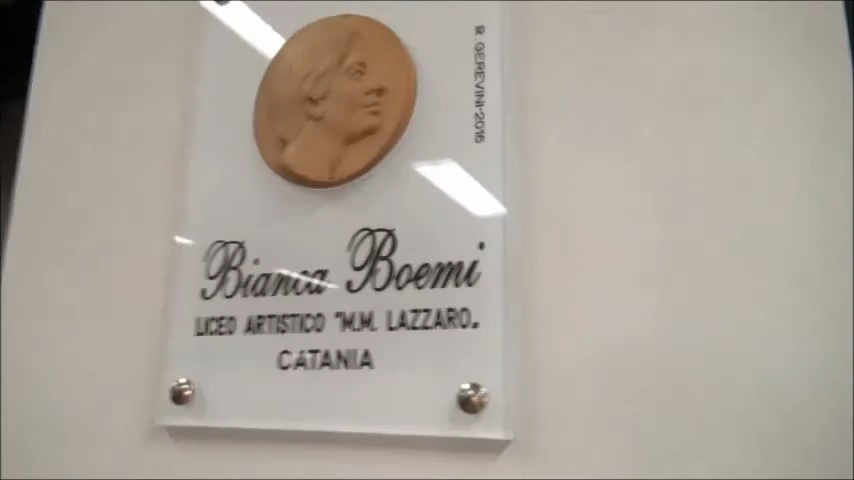 R. GEREVINI-2016
Bianca Boemi
LICEO ARTISTICO "M.M. LAZZARO"
CATANIA